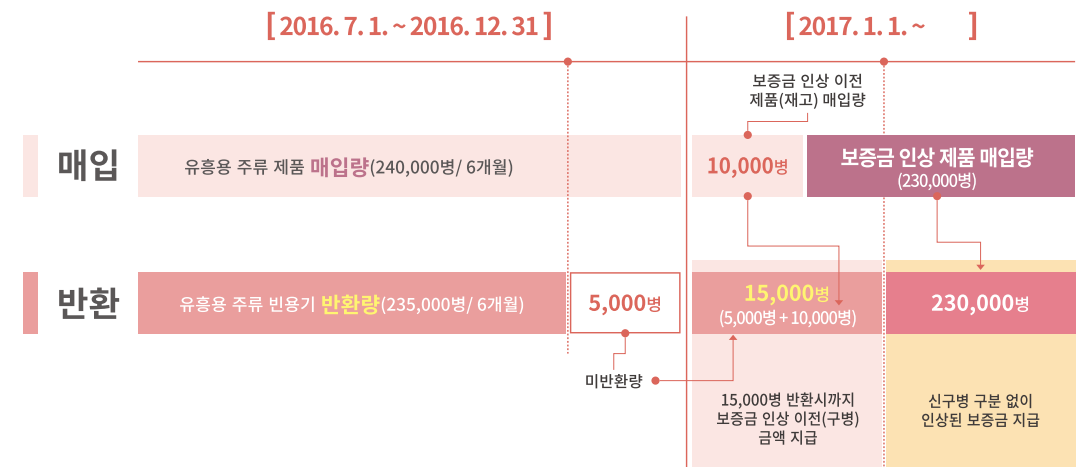 [ 2016. 7. 1. ~ 2016. 12. 31 ]
[ 2017. 1. 1. ~ ]
보증금 인상 이전
제품(재고) 매입량
매입
유흥용 주류 제품 매입량(240,000병/ 6개월)
10,000병
보증금 인상 제품 매입량
(230,000병)
반환
유흥용 주류 빈용기 반환량(235,000병/ 6개월)
5,000병
15,000병
(5,000병 + 10,000병)
230,000병
미반환량
15,000병 반환시까지
보증금 인상 이전(구병)
금액 지급
신구병 구분 없이
인상된 보증금 지급